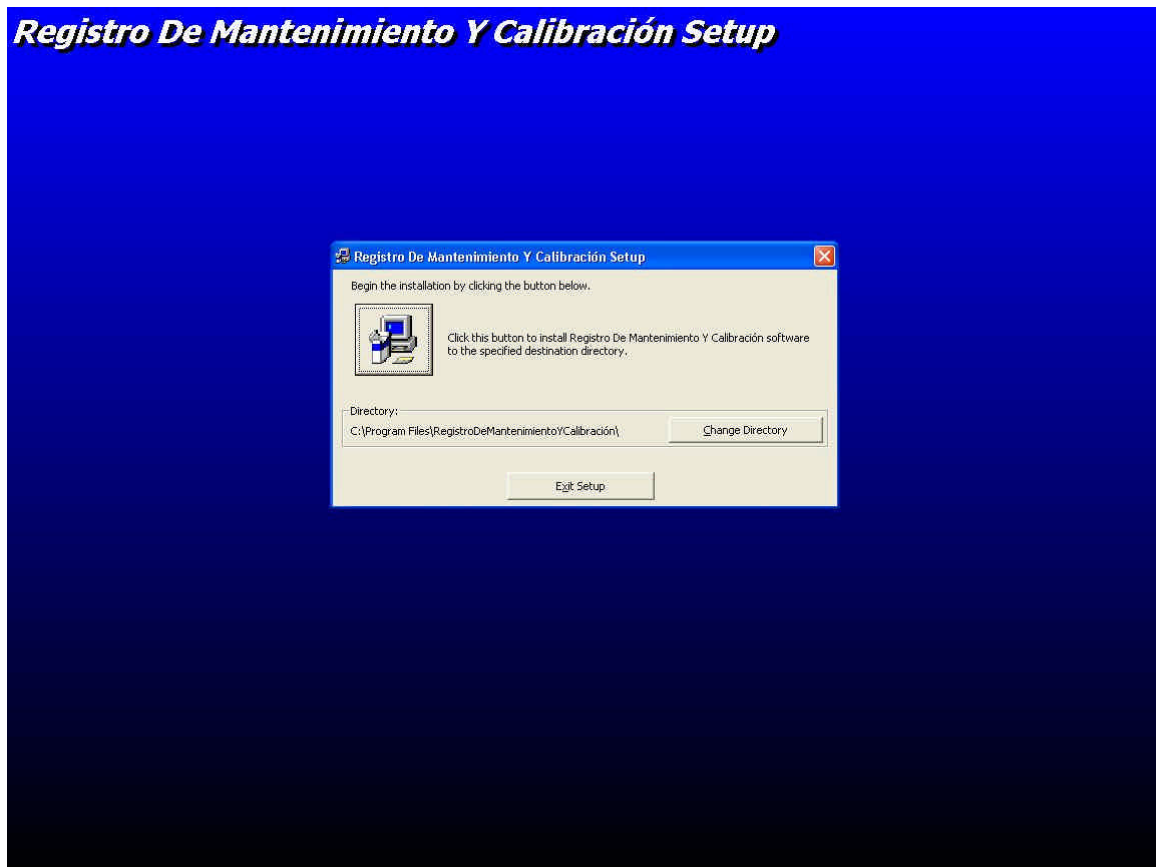 Registro De Mantenimiento Y Calibración Setup
Registro De Mantenimiento Y Calibración Setup
Begin the installation by clicking the button below.
Click this button to install Registro De Mantenimiento Y Calibración software
to the specified destination directory.
Directory:
C:\Program Files\RegistroDeMantenimientoYCalibración\
Change Directory
Exit Setup